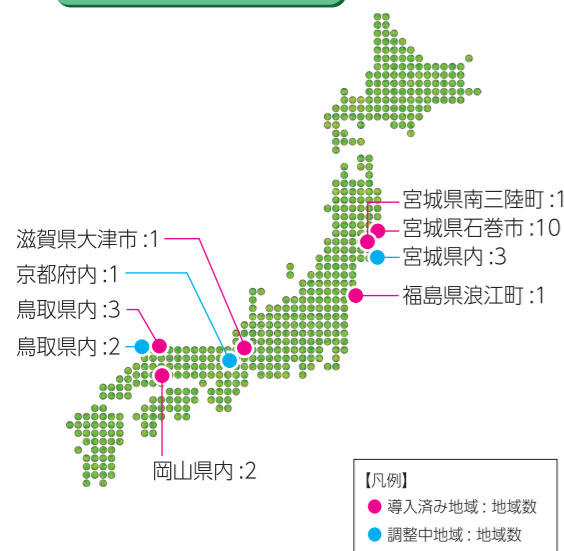 宮城県南三陸町:1
宮城県石巻市:10
宮城県内:3
福島県浪江町:1
滋賀県大津市:1
京都府内:1
鳥取県内:3
鳥取県内:2
岡山県内:2
【凡例】
導入済み地域:地域数
調整中地域:地域数